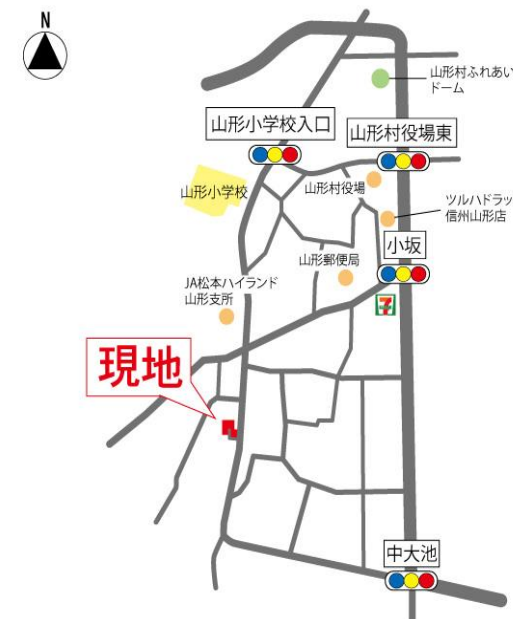 N
山形村ふれあい
ドーム
山形小学校入口
山形村役場東
山形小学校
山形村役場
ツルハドラッ
信州山形店
小坂
山形郵便局
JA松本ハイランド
山形支所
7
現地
中大池